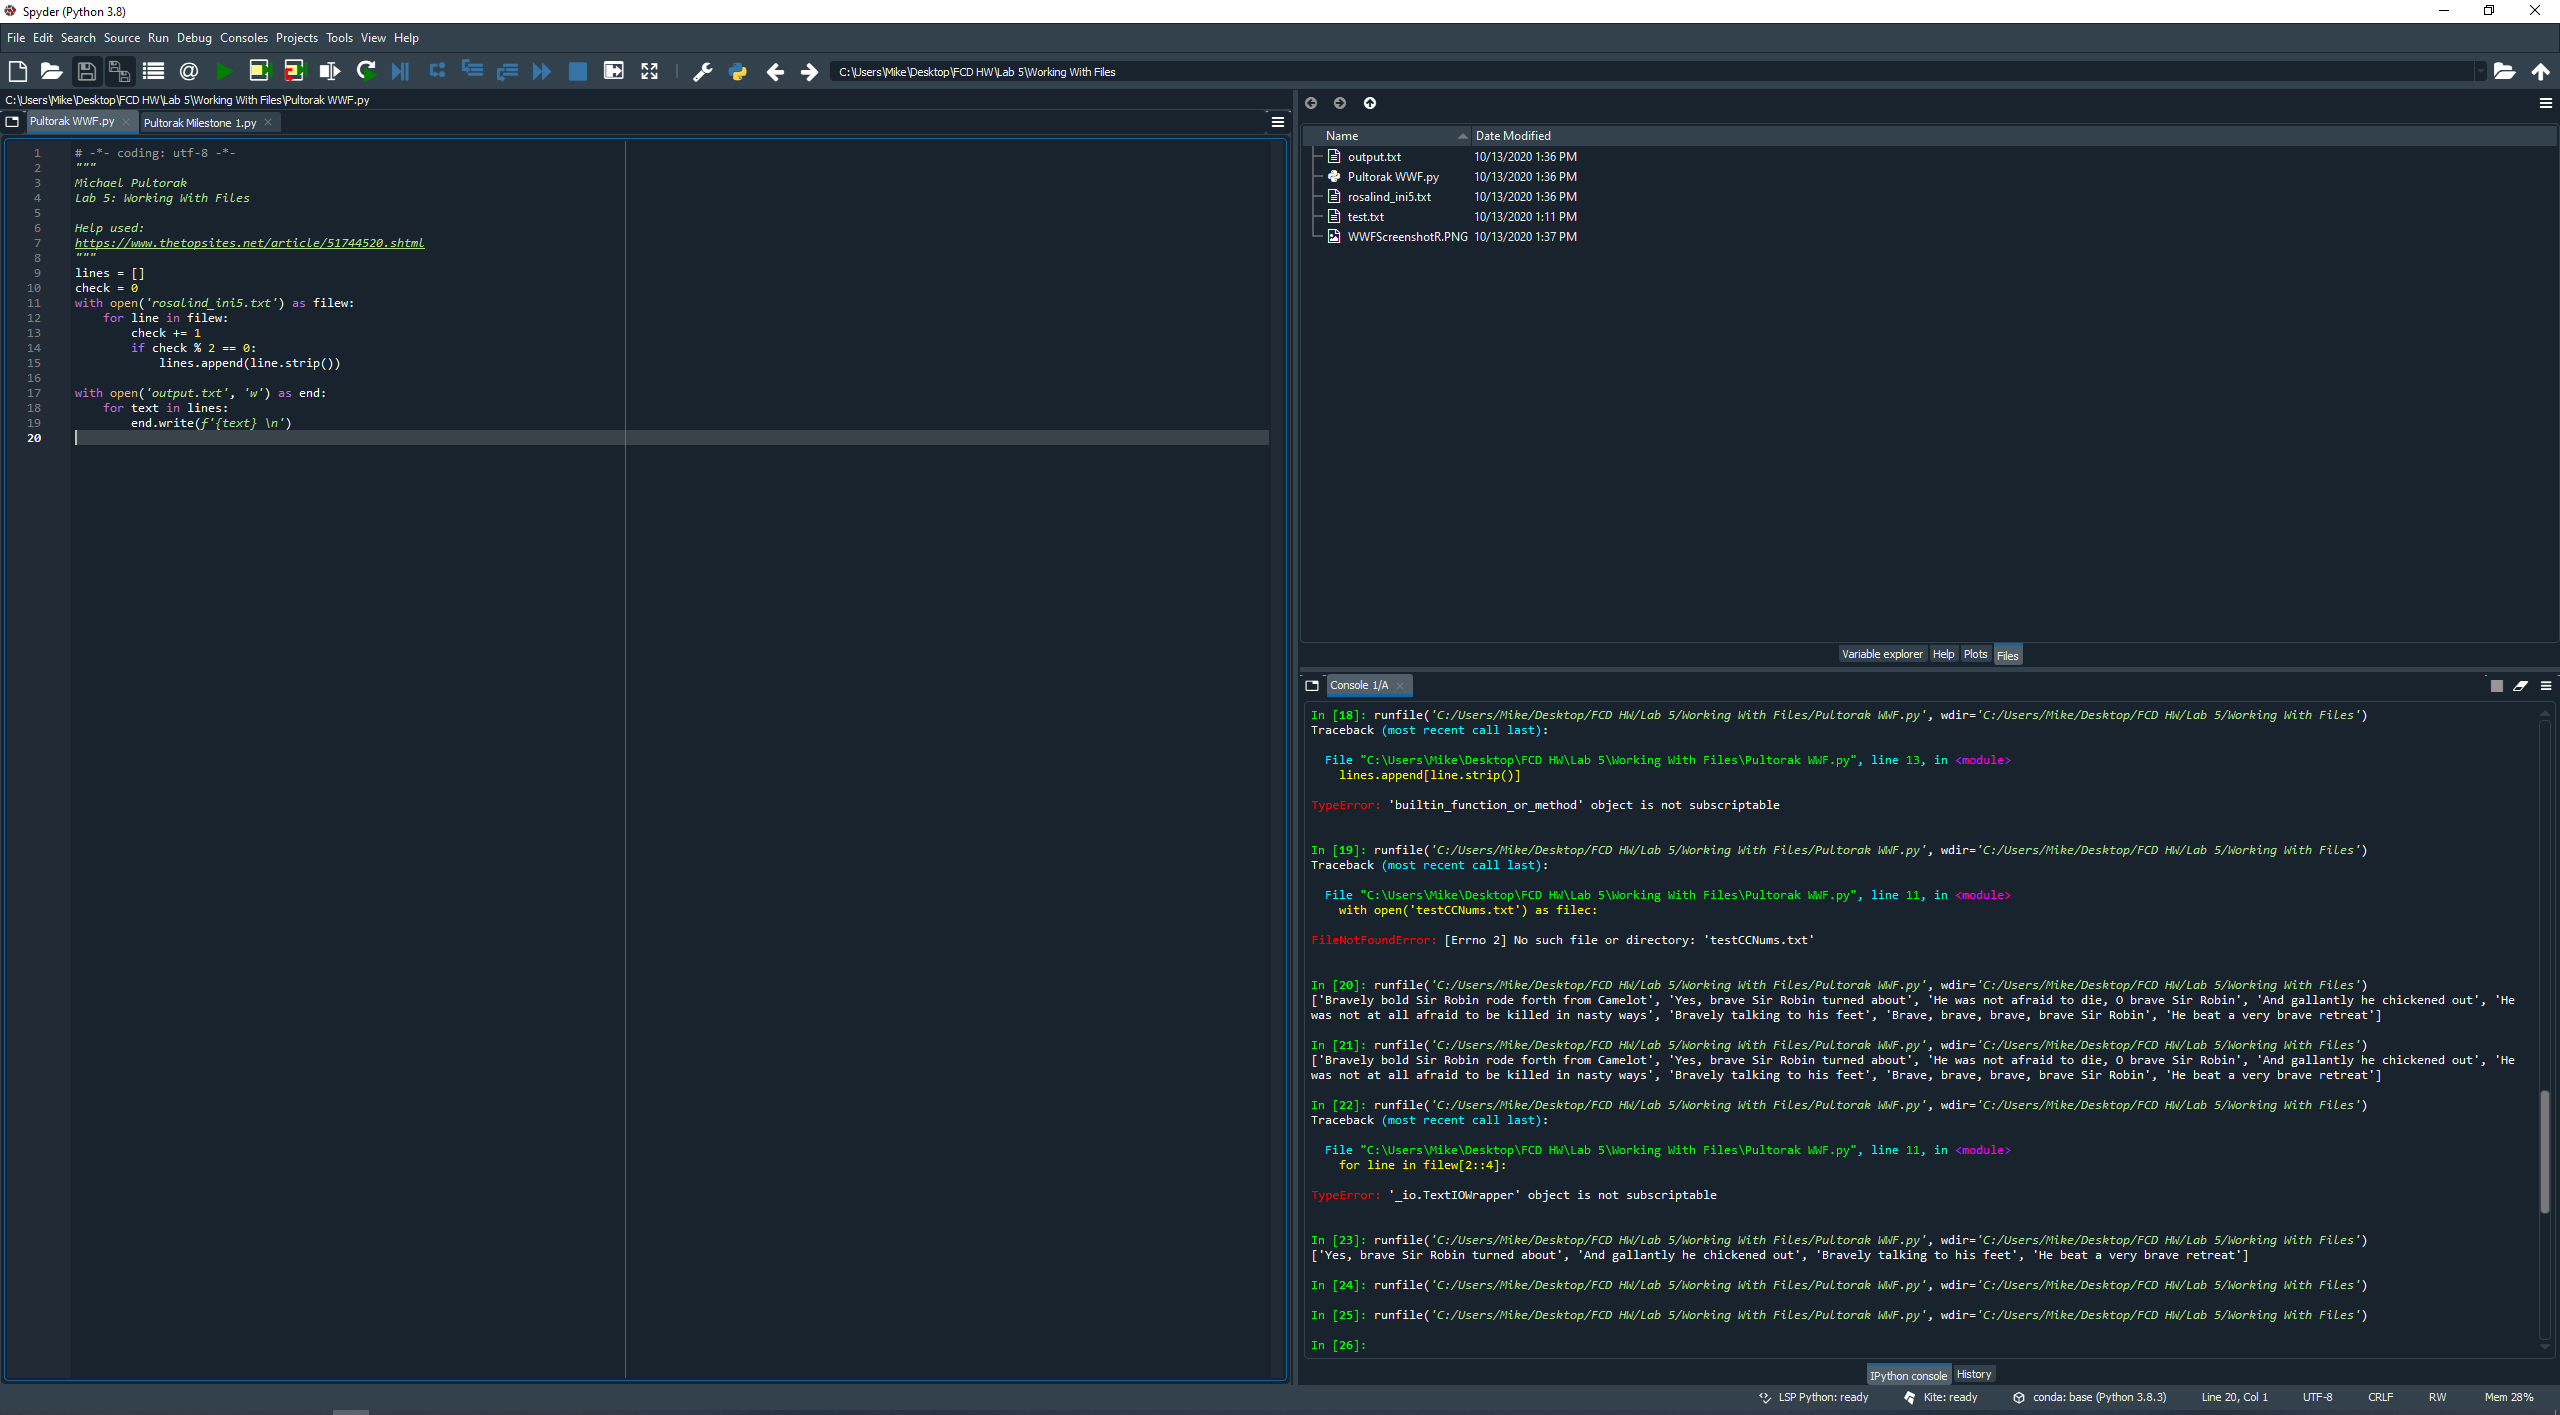 Spyder (Python 3.8)
File Edit Search Source Run Debug Consoles Projects Tools View Help
C:\Users\Mike\Desktop\FCD HW\Lab 5\Working With Files
C:\Users\Mike\Desktop\FCD HW\Lab 5\Working With Files\Pultorak WWF.py
Pultorak WWF.py Pultorak Milestone 1.py
1 # -*- coding: utf-8 -*-
2 """
3 Michael Pultorak
4 Lab 5: Working With Files
5
6 Help used:
7 https://www.thetopsites.net/article/51744520.shtml
8 """
9 lines = []
10 check = 0
11 with open('rosalind_ini5.txt') as filew:
12     for line in filew:
13         check += 1
14         if check % 2 == 0:
15             lines.append(line.strip())
16
17 with open('output.txt', 'w') as end:
18     for text in lines:
19         end.write(f'{text} \n')
20
Name Date Modified
output.txt 10/13/2020 1:36 PM
Pultorak WWF.py 10/13/2020 1:36 PM
rosalind_ini5.txt 10/13/2020 1:36 PM
test.txt 10/13/2020 1:11 PM
WWFScreenshotR.PNG 10/13/2020 1:37 PM
Variable explorer Help Plots Files
Console 1/A
In [18]: runfile('C:/Users/Mike/Desktop/FCD HW/Lab 5/Working With Files/Pultorak WWF.py', wdir='C:/Users/Mike/Desktop/FCD HW/Lab 5/Working With Files')
Traceback (most recent call last):
File "C:\Users\Mike\Desktop\FCD HW\Lab 5\Working With Files\Pultorak WWF.py", line 13, in <module>
lines.append[line.strip()]
TypeError: 'builtin_function_or_method' object is not subscriptable
In [19]: runfile('C:/Users/Mike/Desktop/FCD HW/Lab 5/Working With Files/Pultorak WWF.py', wdir='C:/Users/Mike/Desktop/FCD HW/Lab 5/Working With Files')
Traceback (most recent call last):
File "C:\Users\Mike\Desktop\FCD HW\Lab 5\Working With Files\Pultorak WWF.py", line 11, in <module>
with open('testCCNums.txt') as filec:
FileNotFoundError: [Errno 2] No such file or directory: 'testCCNums.txt'
In [20]: runfile('C:/Users/Mike/Desktop/FCD HW/Lab 5/Working With Files/Pultorak WWF.py', wdir='C:/Users/Mike/Desktop/FCD HW/Lab 5/Working With Files')
['Bravely bold Sir Robin rode forth from Camelot', 'Yes, brave Sir Robin turned about', 'He was not afraid to die, O brave Sir Robin', 'And gallantly he chickened out', 'He
was not at all afraid to be killed in nasty ways', 'Bravely talking to his feet', 'Brave, brave, brave, brave Sir Robin', 'He beat a very brave retreat']
In [21]: runfile('C:/Users/Mike/Desktop/FCD HW/Lab 5/Working With Files/Pultorak WWF.py', wdir='C:/Users/Mike/Desktop/FCD HW/Lab 5/Working With Files')
['Bravely bold Sir Robin rode forth from Camelot', 'Yes, brave Sir Robin turned about', 'He was not afraid to die, O brave Sir Robin', 'And gallantly he chickened out', 'He
was not at all afraid to be killed in nasty ways', 'Bravely talking to his feet', 'Brave, brave, brave, brave Sir Robin', 'He beat a very brave retreat']
In [22]: runfile('C:/Users/Mike/Desktop/FCD HW/Lab 5/Working With Files/Pultorak WWF.py', wdir='C:/Users/Mike/Desktop/FCD HW/Lab 5/Working With Files')
Traceback (most recent call last):
File "C:\Users\Mike\Desktop\FCD HW\Lab 5\Working With Files\Pultorak WWF.py", line 11, in <module>
for line in filew[2::4]:
TypeError: '_io.TextIOWrapper' object is not subscriptable
In [23]: runfile('C:/Users/Mike/Desktop/FCD HW/Lab 5/Working With Files/Pultorak WWF.py', wdir='C:/Users/Mike/Desktop/FCD HW/Lab 5/Working With Files')
['Yes, brave Sir Robin turned about', 'And gallantly he chickened out', 'Bravely talking to his feet', 'He beat a very brave retreat']
In [24]: runfile('C:/Users/Mike/Desktop/FCD HW/Lab 5/Working With Files/Pultorak WWF.py', wdir='C:/Users/Mike/Desktop/FCD HW/Lab 5/Working With Files')
In [25]: runfile('C:/Users/Mike/Desktop/FCD HW/Lab 5/Working With Files/Pultorak WWF.py', wdir='C:/Users/Mike/Desktop/FCD HW/Lab 5/Working With Files')
In [26]:
IPython console History
LSP Python: ready Kite: ready conda: base (Python 3.8.3) Line 20, Col 1 UTF-8 CRLF RW Mem 28%